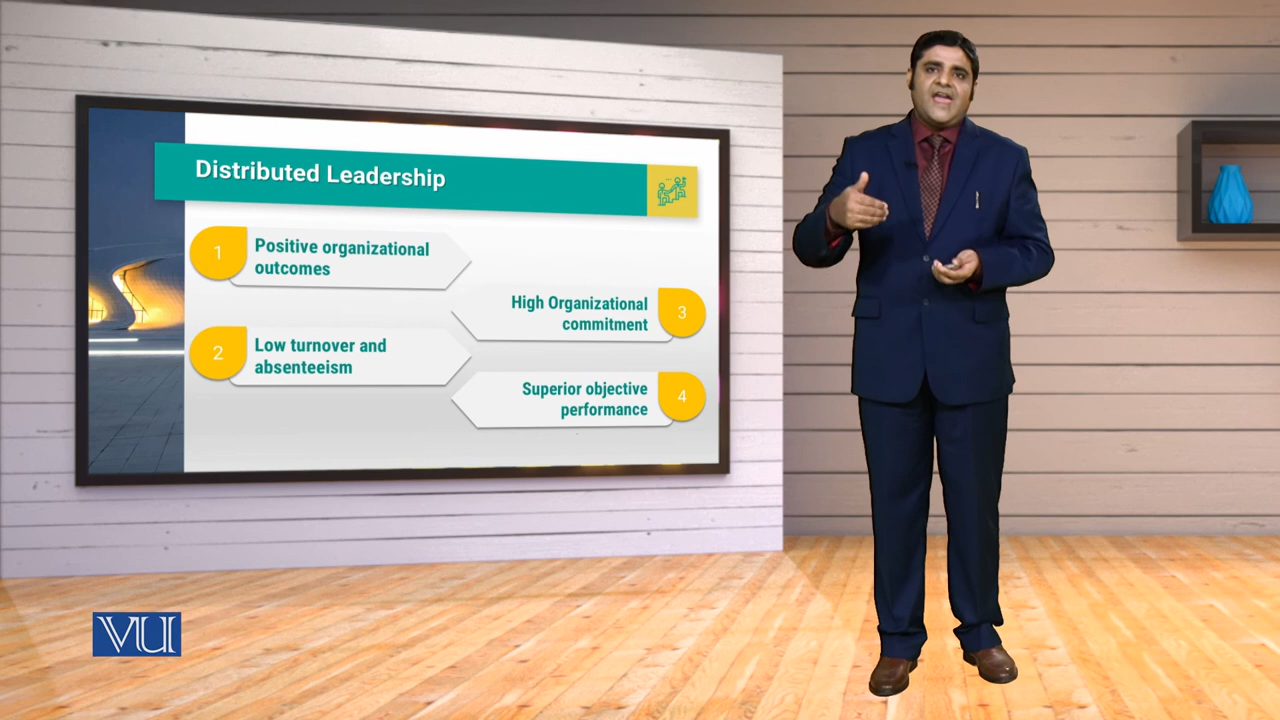 Distributed Leadership
1
Positive organizational
outcomes
2
Low turnover and
absenteeism
High Organizational
commitment
3
Superior objective
performance
4
VU